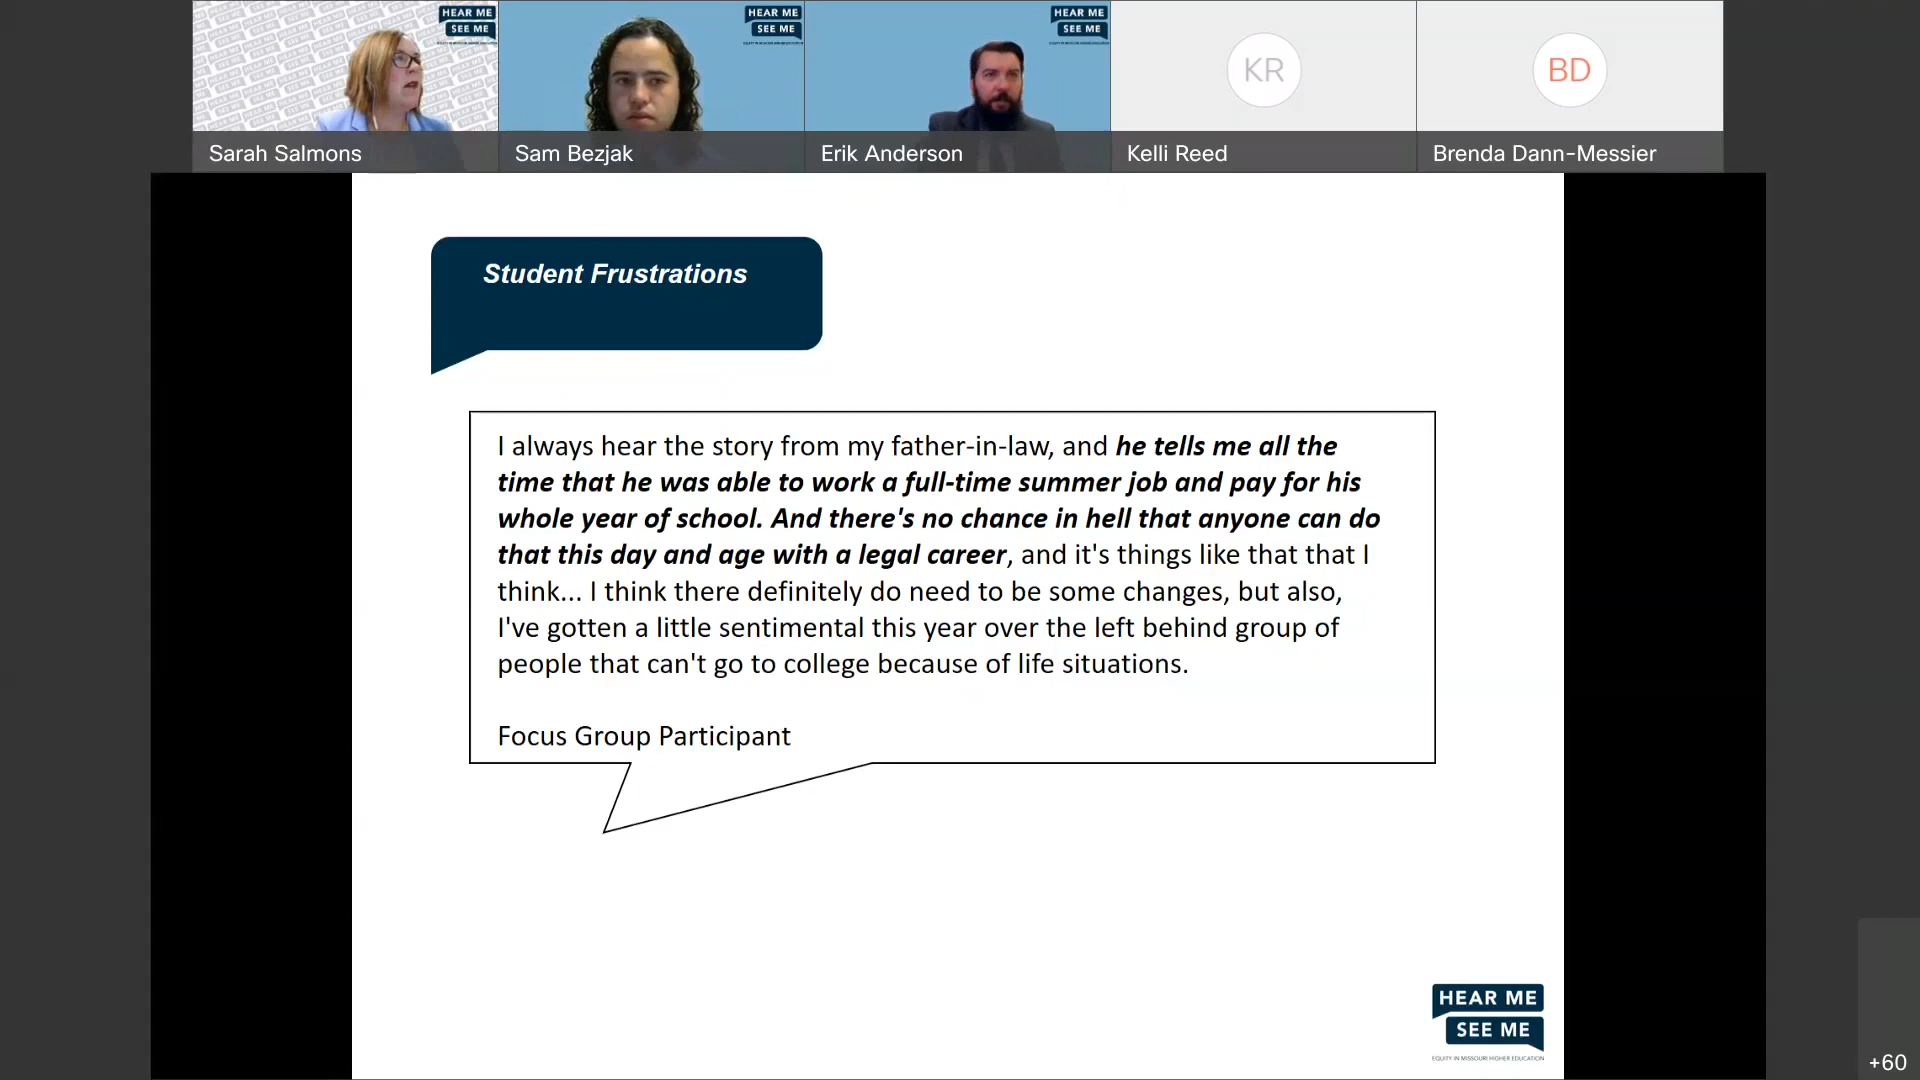 HEAR ME
SEE ME
HEAR ME
SEE ME
HEAR ME
SEE ME
KR
BD
Sarah Salmons
Sam Bezjak
Erik Anderson
Kelli Reed
Brenda Dann-Messier
Student Frustrations
I always hear the story from my father-in-law, and he tells me all the
time that he was able to work a full-time summer job and pay for his
whole year of school. And there's no chance in hell that anyone can do
that this day and age with a legal career, and it's things like that that I
think... I think there definitely do need to be some changes, but also,
I've gotten a little sentimental this year over the left behind group of
people that can't go to college because of life situations.
Focus Group Participant
HEAR ME
SEE ME
EQUITY IN MISSOURI HIGHER EDUCATION
+60